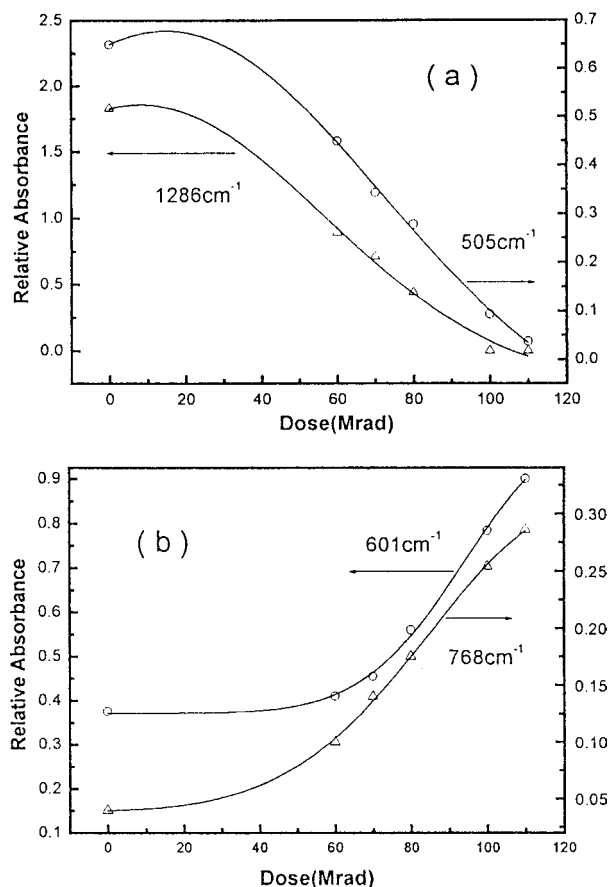 2.5
2.0
1.5
1.0
0.5
0.0
Relative Absorbance
( a )
1286cm⁻¹
505cm⁻¹
0.7
0.6
0.5
0.4
0.3
0.2
0.1
0.0
0 20 40 60 80 100 120
Dose(Mrad)
0.9
0.8
0.7
0.6
0.5
0.4
0.3
0.2
0.1
Relative Absorbance
( b )
601cm⁻¹
768cm⁻¹
0.30
0.25
0.20
0.15
0.10
0.05
0 20 40 60 80 100 120
Dose(Mrad)